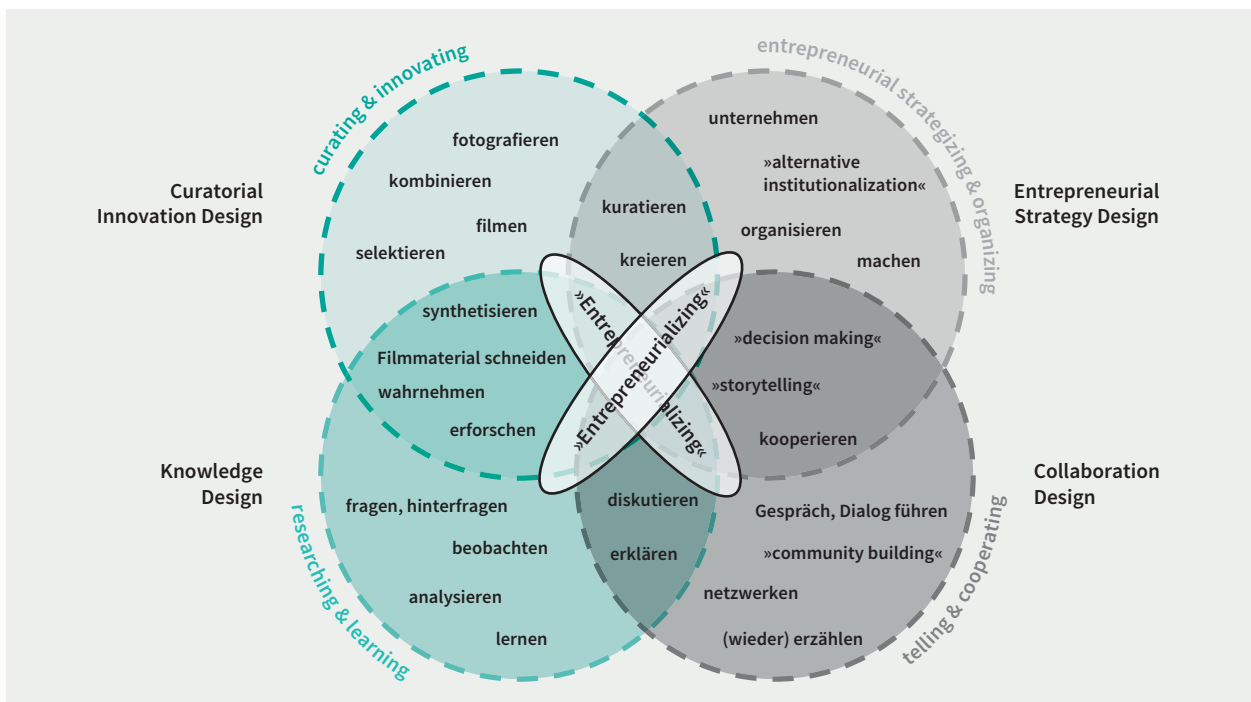 curating & innovating
entrepreneurial strategizing & organizing
Curatorial
Innovation Design
fotografieren
kombinieren
filmen
selektieren
kuratieren
kreieren
unternehmen
»alternative
institutionalization«
organisieren
machen
Entrepreneurial
Strategy Design
synthetisieren
Filmmaterial schneiden
wahrnehmen
erforschen
»Entrepreneurializing«
»Entrepreneurializing«
»decision making«
»storytelling«
kooperieren
Knowledge
Design
fragen, hinterfragen
beobachten
analysieren
lernen
diskutieren
erklären
Gespräch, Dialog führen
»community building«
netzwerken
(wieder) erzählen
Collaboration
Design
researching & learning
telling & cooperating